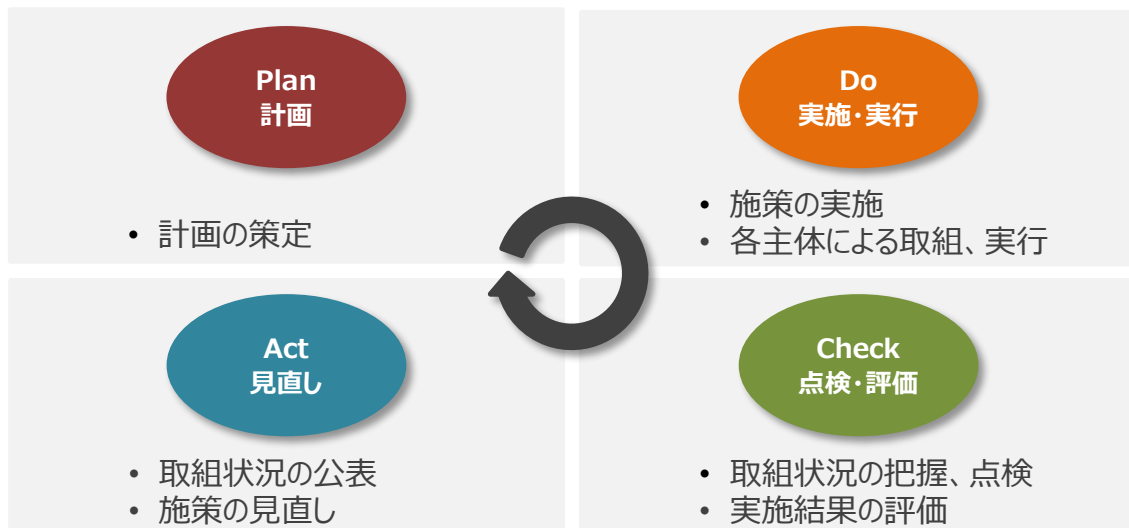 Plan
計画
• 計画の策定
Do
実施・実行
• 施策の実施
• 各主体による取組、実行
Act
見直し
• 取組状況の公表
• 施策の見直し
Check
点検・評価
• 取組状況の把握、点検
• 実施結果の評価